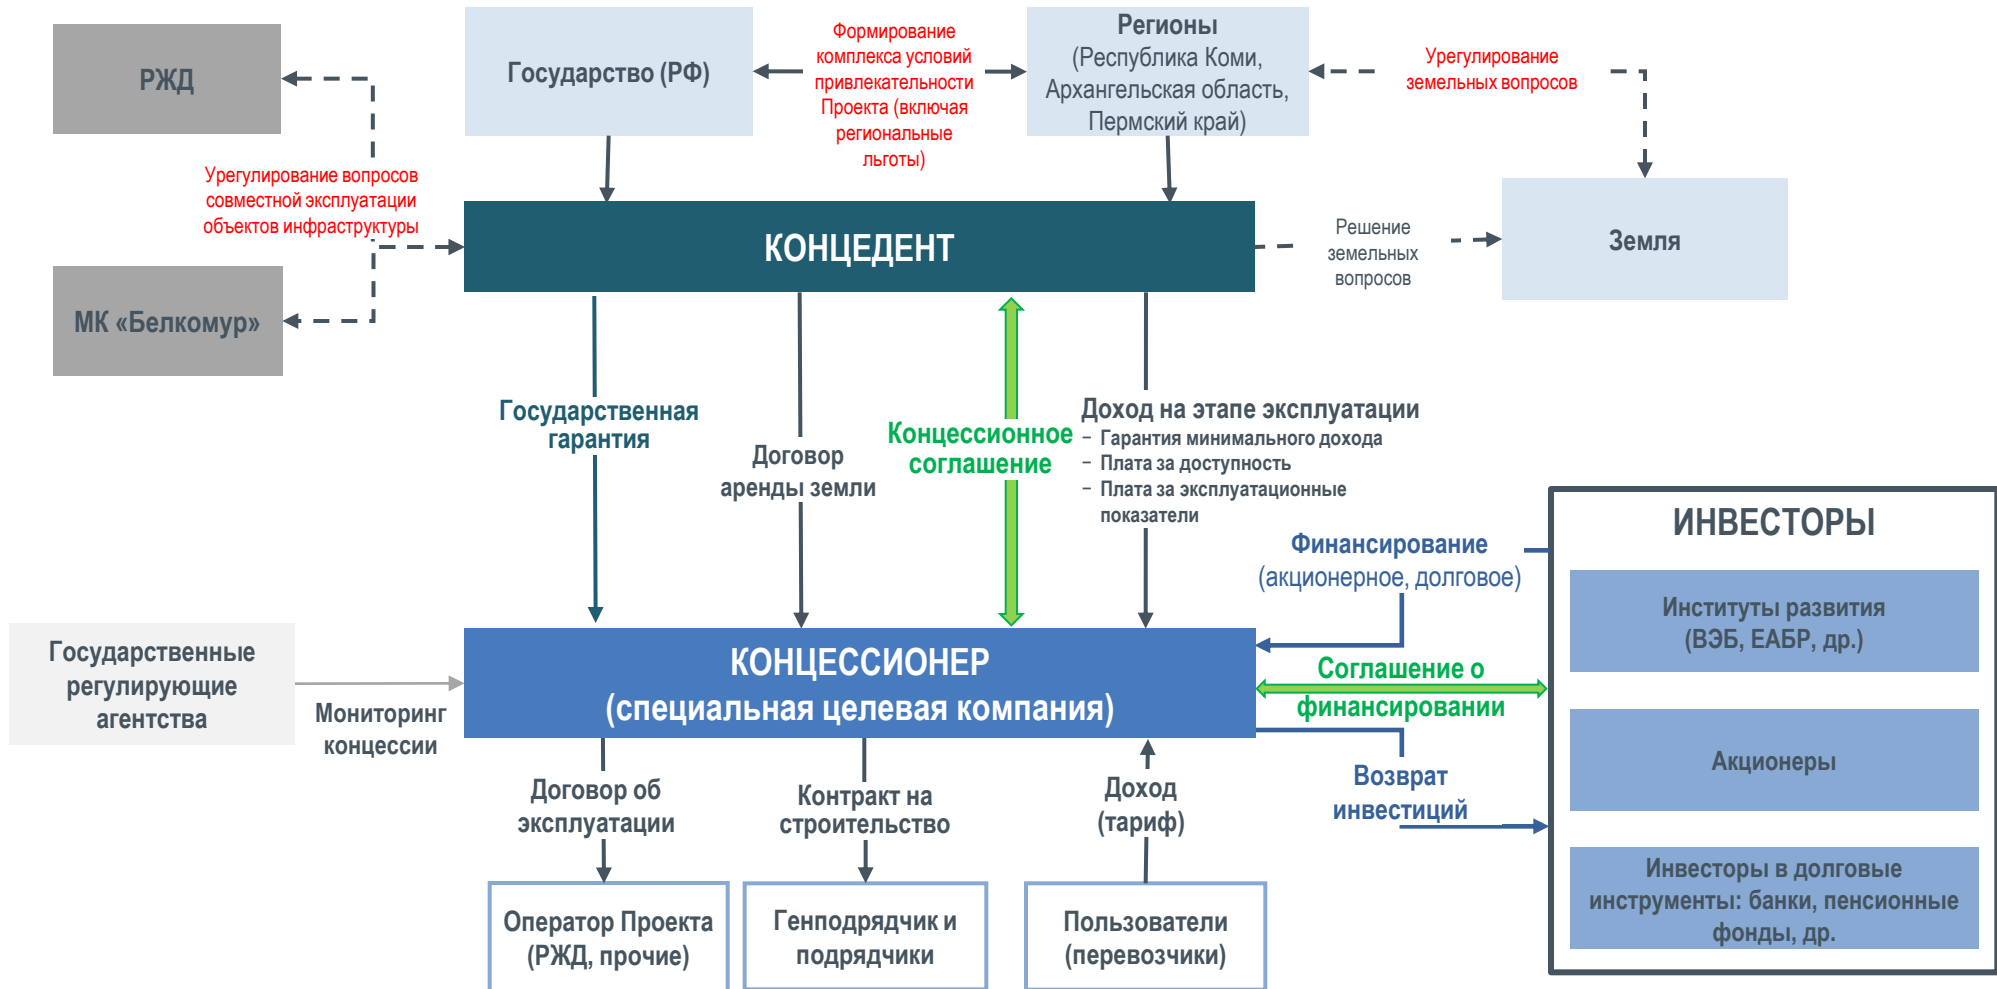 РЖД
Государство (РФ)
Формирование
комплекса условий
привлекательности
Проекта (включая
региональные
льготы)
Регионы
(Республика Коми,
Архангельская область,
Пермский край)
Урегулирование
земельных вопросов
Урегулирование вопросов
совместной эксплуатации
объектов инфраструктуры
КОНЦЕДЕНТ
Решение
земельных
вопросов
Земля
МК «Белкомур»
Государственная
гарантия
Договор
аренды земли
Концессионное
соглашение
Доход на этапе эксплуатации
– Гарантия минимального дохода
– Плата за доступность
– Плата за эксплуатационные
показатели
Финансирование
(акционерное, долговое)
ИНВЕСТОРЫ
Институты развития
(ВЭБ, ЕАБР, др.)
Акционеры
Инвесторы в долговые
инструменты: банки, пенсионные
фонды, др.
Государственные
регулирующие
агентства
Мониторинг
концессии
КОНЦЕССИОНЕР
(специальная целевая компания)
Соглашение о
финансировании
Возврат
инвестиций
Договор об
эксплуатации
Контракт на
строительство
Доход
(тариф)
Оператор Проекта
(РЖД, прочие)
Генподрядчик и
подрядчики
Пользователи
(перевозчики)